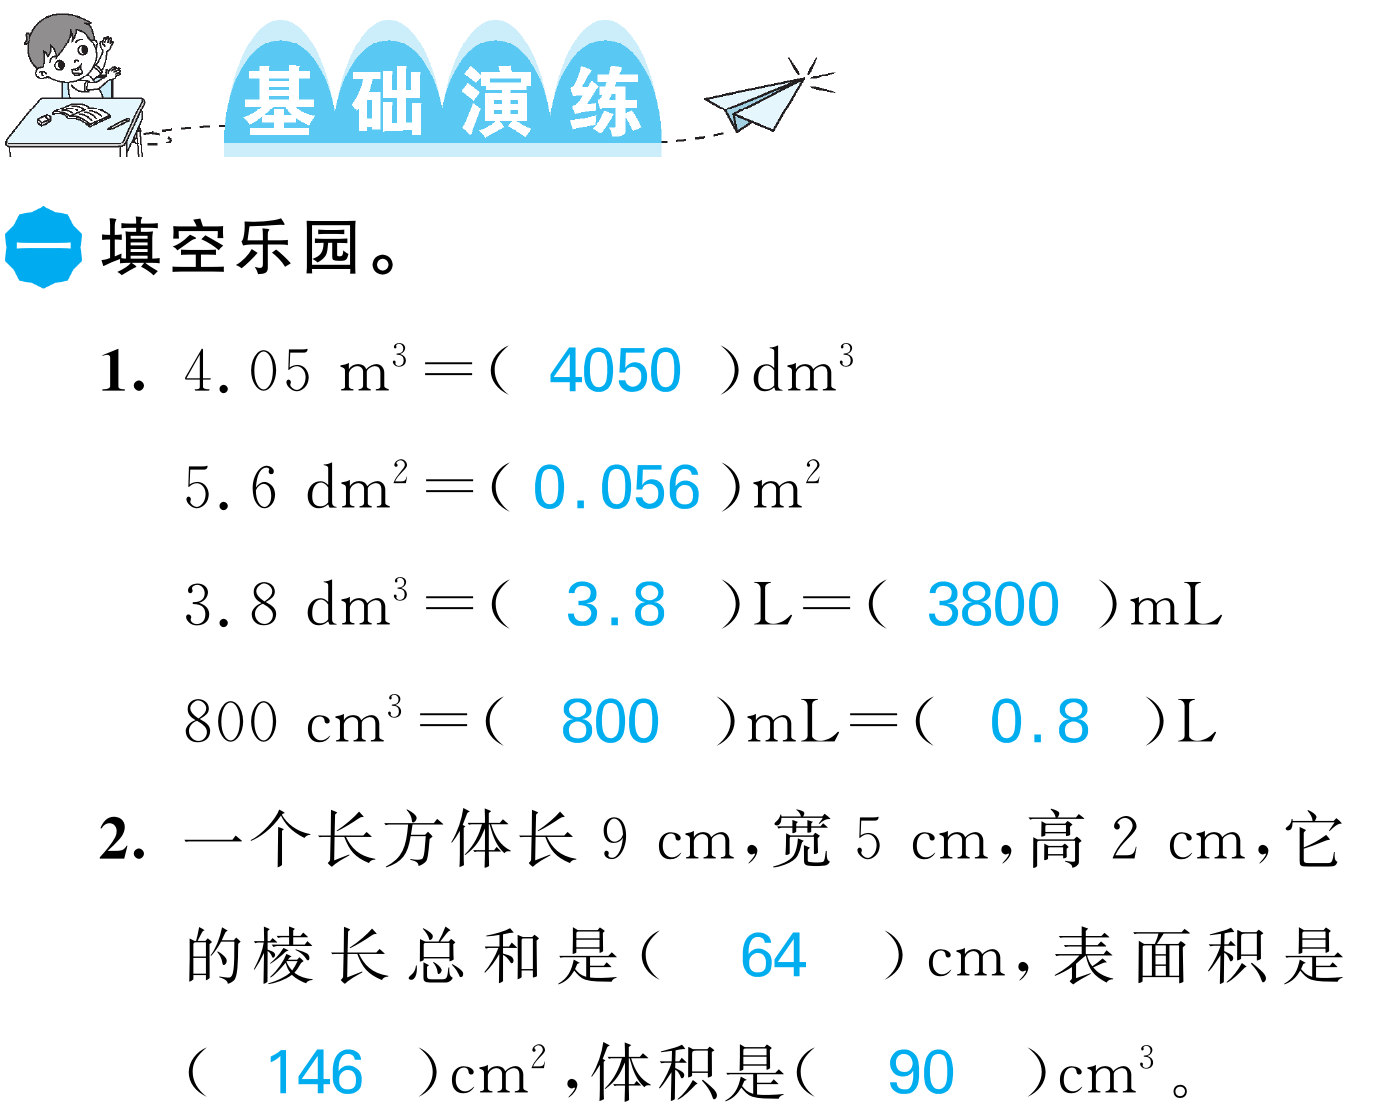 基础演练
一 填空乐园。
1. 4.05 m³=( 4050 )dm³
5.6 dm²=( 0.056 )m²
3.8 dm³=( 3.8 )L=( 3800 )mL
800 cm³=( 800 )mL=( 0.8 )L
2. 一个长方体长 9 cm,宽 5 cm,高 2 cm,它
的棱长总和是( 64 )cm,表面积是
( 146 )cm²,体积是( 90 )cm³。